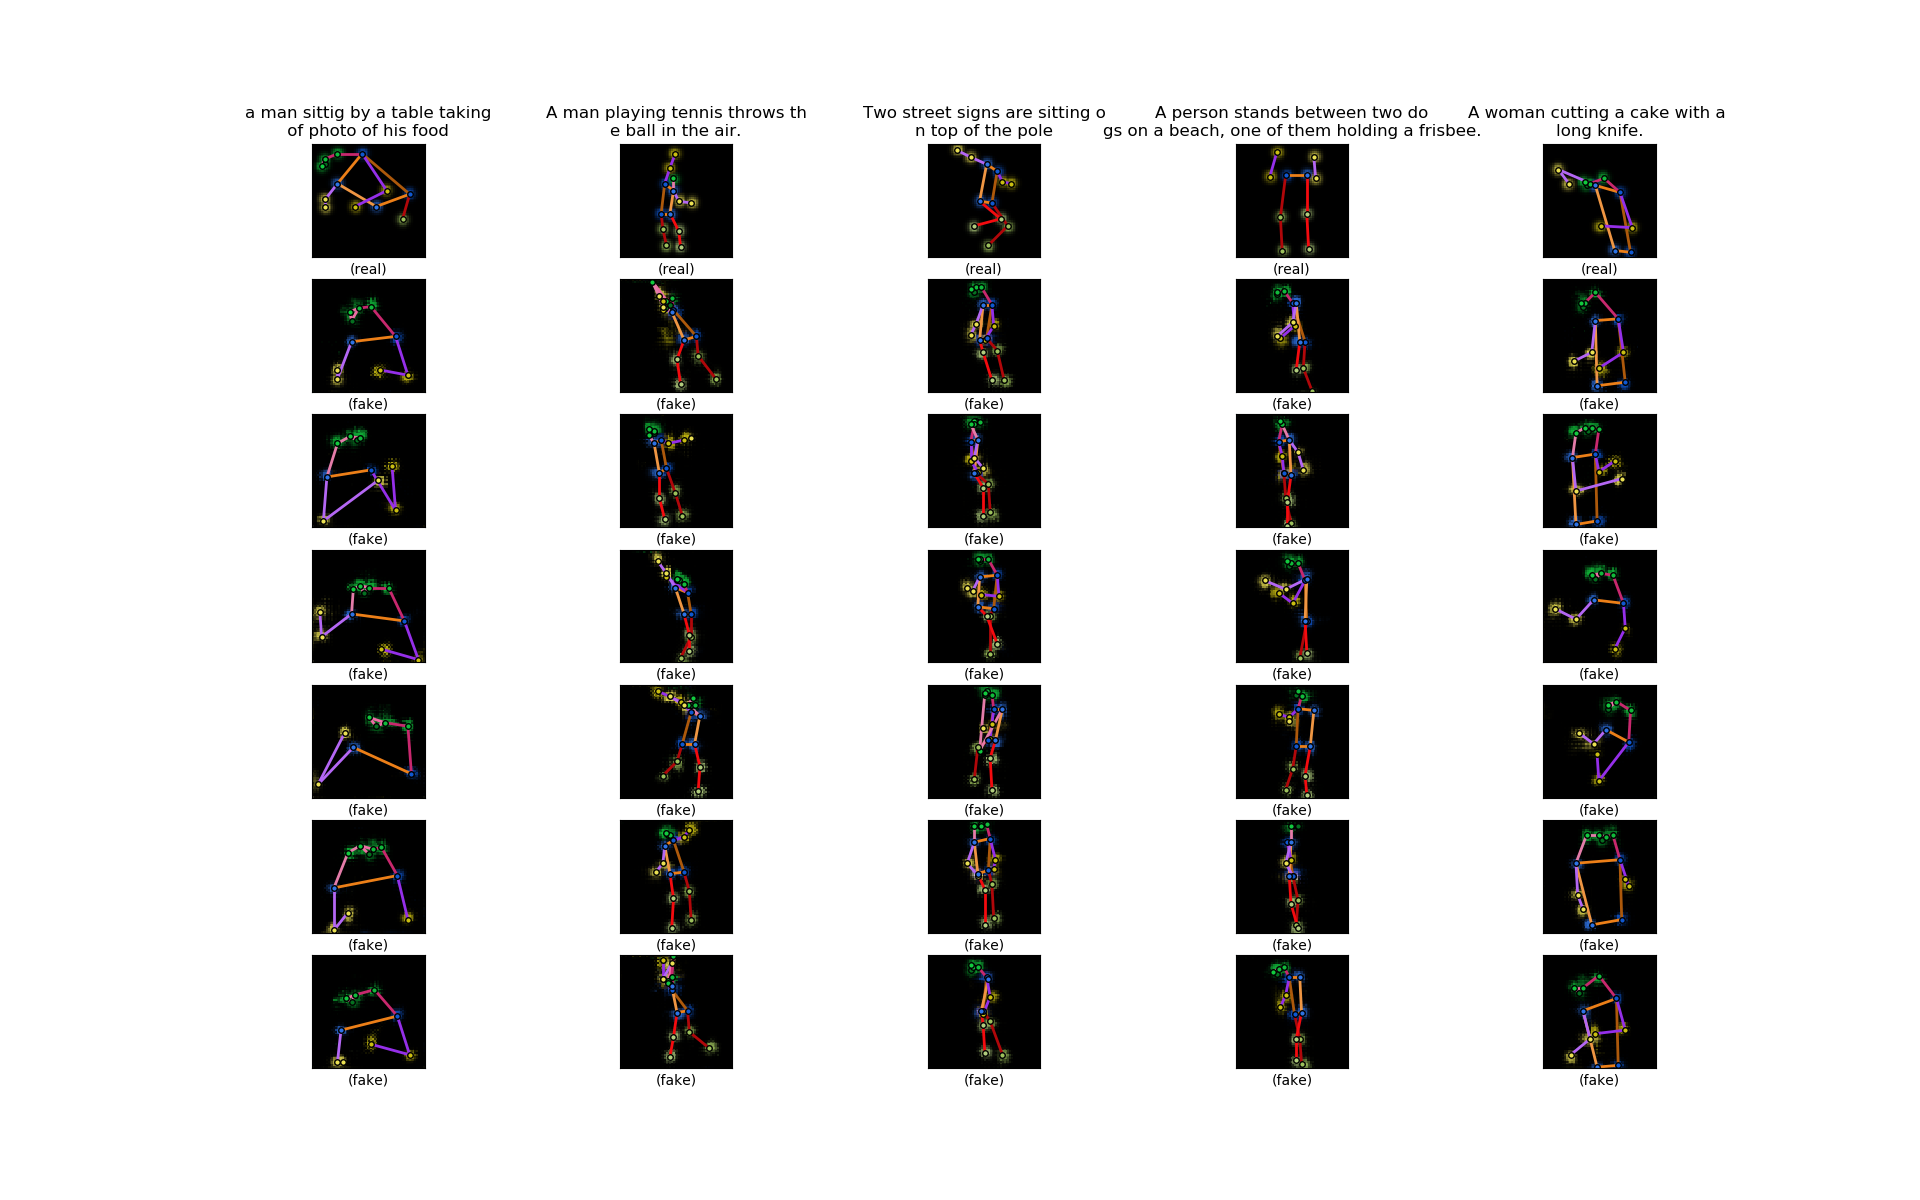 a man sittig by a table taking
of photo of his food
A man playing tennis throws th
e ball in the air.
Two street signs are sitting o
n top of the pole
A person stands between two do
gs on a beach, one of them holding a frisbee.
A woman cutting a cake with a
long knife.
(real) (real) (real) (real) (real)
(fake) (fake) (fake) (fake) (fake)
(fake) (fake) (fake) (fake) (fake)
(fake) (fake) (fake) (fake) (fake)
(fake) (fake) (fake) (fake) (fake)
(fake) (fake) (fake) (fake) (fake)
(fake) (fake) (fake) (fake) (fake)